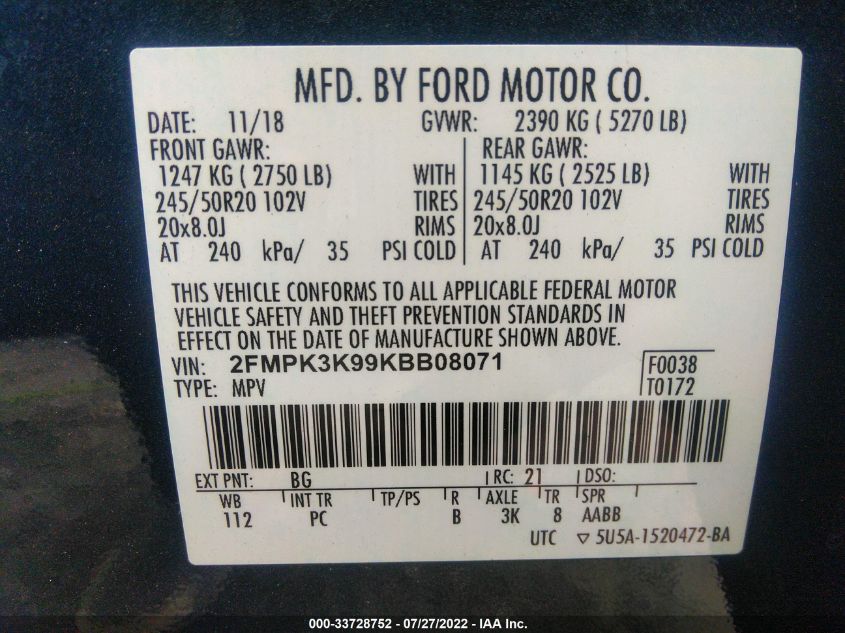 MFD. BY FORD MOTOR CO.
DATE: 11/18 GVWR: 2390 KG ( 5270 LB)
FRONT GAWR: REAR GAWR:
1247 KG ( 2750 LB) WITH 1145 KG ( 2525 LB) WITH
245/50R20 102V TIRES 245/50R20 102V TIRES
20x8.0J RIMS 20x8.0J RIMS
AT 240 kPa/ 35 PSI COLD AT 240 kPa/ 35 PSI COLD
THIS VEHICLE CONFORMS TO ALL APPLICABLE FEDERAL MOTOR
VEHICLE SAFETY AND THEFT PREVENTION STANDARDS IN
EFFECT ON THE DATE OF MANUFACTURE SHOWN ABOVE.
VIN: 2FMPK3K99KBB08071 F0038
TYPE: MPV T0172
EXT PNT: BG RC: 21 DSO:
WB INT TR TP/PS R AXLE TR SPR
112 PC B 3K 8 AABB
UTC ▽ 5U5A-1520472-BA
000-33728752 - 07/27/2022 - IAA Inc.